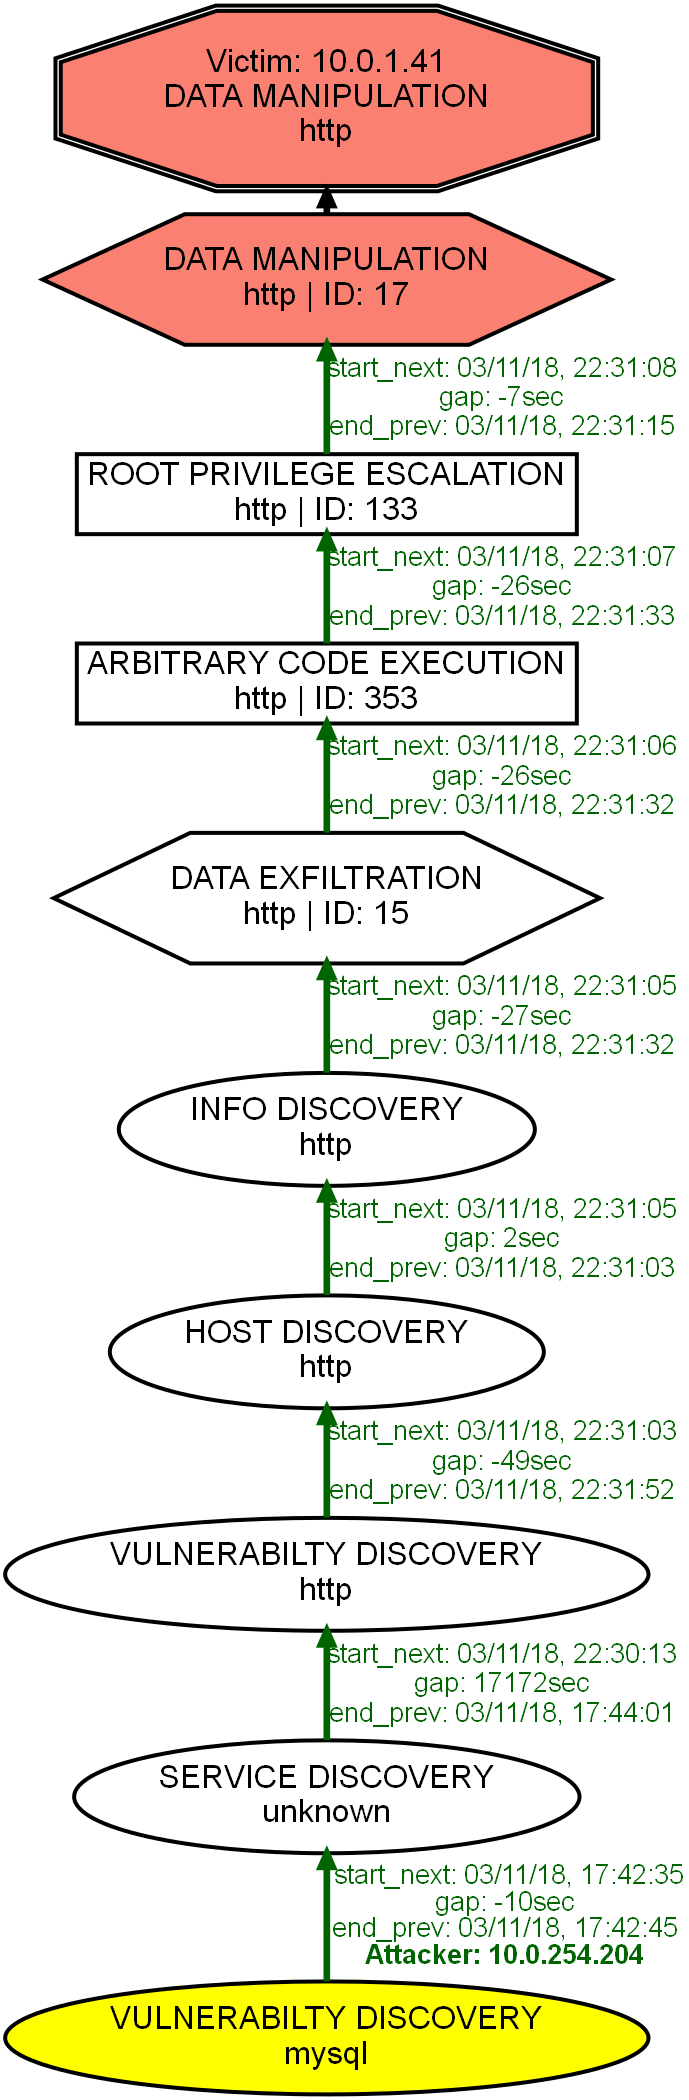 Victim: 10.0.1.41
DATA MANIPULATION
http
DATA MANIPULATION
http | ID: 17
start_next: 03/11/18, 22:31:08
gap: -7sec
end_prev: 03/11/18, 22:31:15
ROOT PRIVILEGE ESCALATION
http | ID: 133
start_next: 03/11/18, 22:31:07
gap: -26sec
end_prev: 03/11/18, 22:31:33
ARBITRARY CODE EXECUTION
http | ID: 353
start_next: 03/11/18, 22:31:06
gap: -26sec
end_prev: 03/11/18, 22:31:32
DATA EXFILTRATION
http | ID: 15
start_next: 03/11/18, 22:31:05
gap: -27sec
end_prev: 03/11/18, 22:31:32
INFO DISCOVERY
http
start_next: 03/11/18, 22:31:05
gap: 2sec
end_prev: 03/11/18, 22:31:03
HOST DISCOVERY
http
start_next: 03/11/18, 22:31:03
gap: -49sec
end_prev: 03/11/18, 22:31:52
VULNERABILTY DISCOVERY
http
start_next: 03/11/18, 22:30:13
gap: 17172sec
end_prev: 03/11/18, 17:44:01
SERVICE DISCOVERY
unknown
start_next: 03/11/18, 17:42:35
gap: -10sec
end_prev: 03/11/18, 17:42:45
Attacker: 10.0.254.204
VULNERABILTY DISCOVERY
mysql